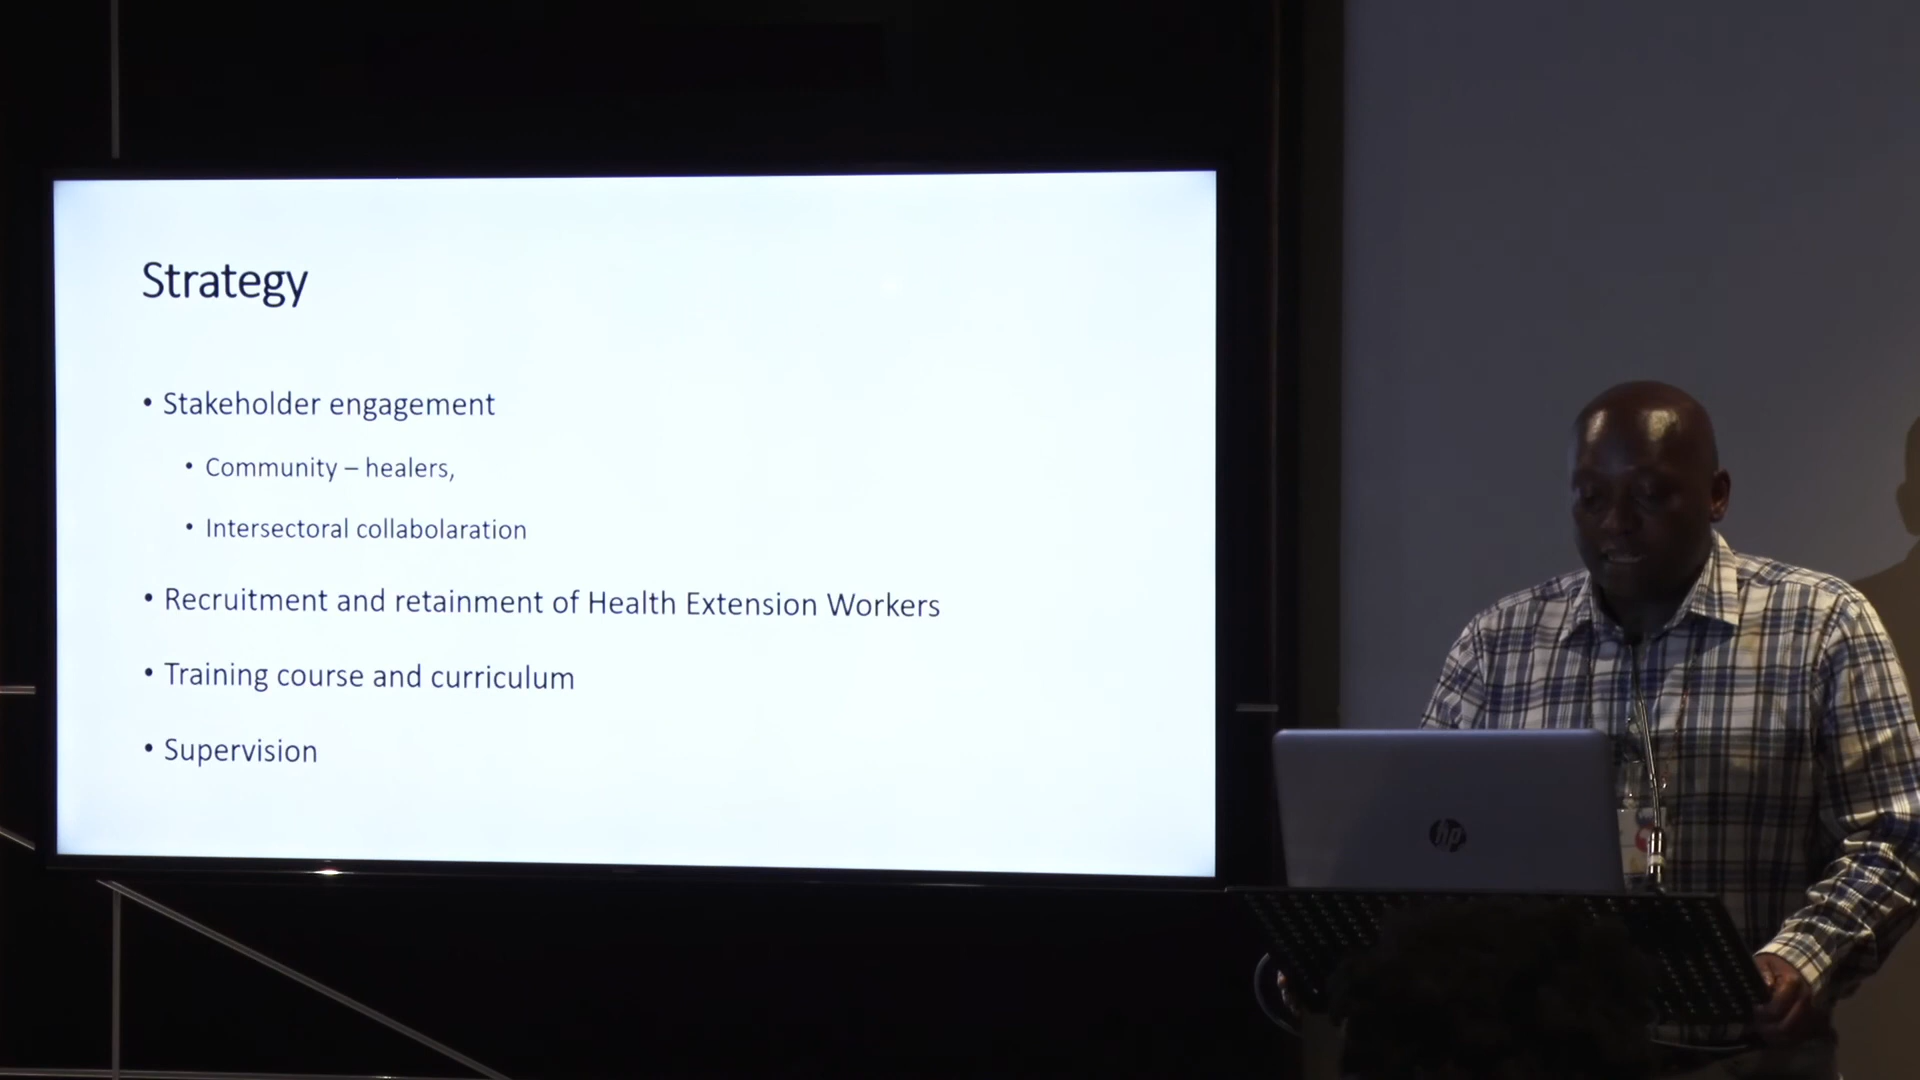 Strategy
• Stakeholder engagement
• Community – healers,
• Intersectoral collabolaration
• Recruitment and retainment of Health Extension Workers
• Training course and curriculum
• Supervision
hp